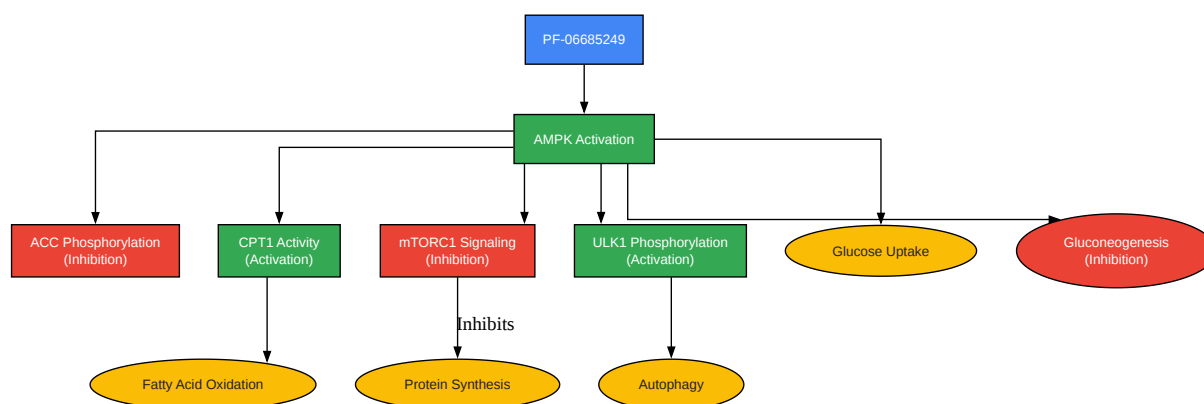 PF-06685249
AMPK Activation
ACC Phosphorylation
(Inhibition)
CPT1 Activity
(Activation)
mTORC1 Signaling
(Inhibition)
ULK1 Phosphorylation
(Activation)
Glucose Uptake
Gluconeogenesis
(Inhibition)
Inhibits
Fatty Acid Oxidation
Protein Synthesis
Autophagy